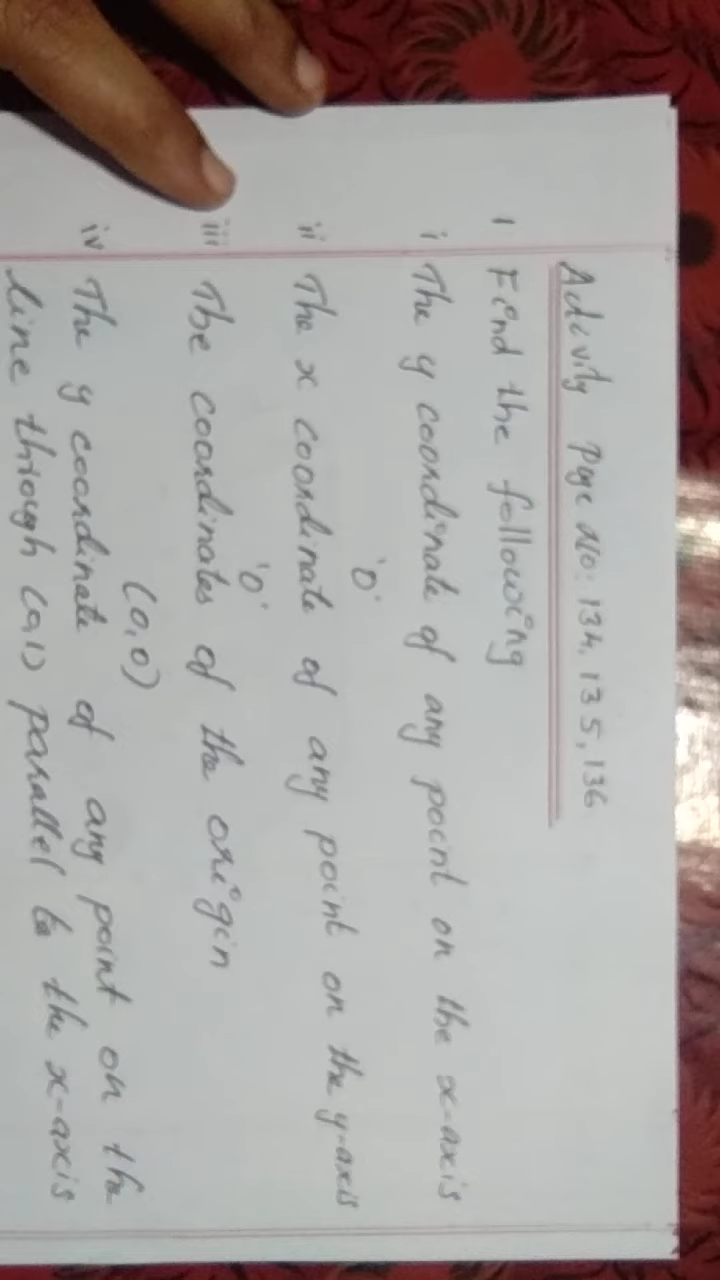 Activity Page No: 134, 135, 136
1 Find the following
i The y coordinate of any point on the x-axis
'0'
ii The x coordinate of any point on the y-axis
'0'
iii The coordinates of the origin
(0,0)
iv The y coordinate of any point on the
line through (0,1) parallel to the x-axis